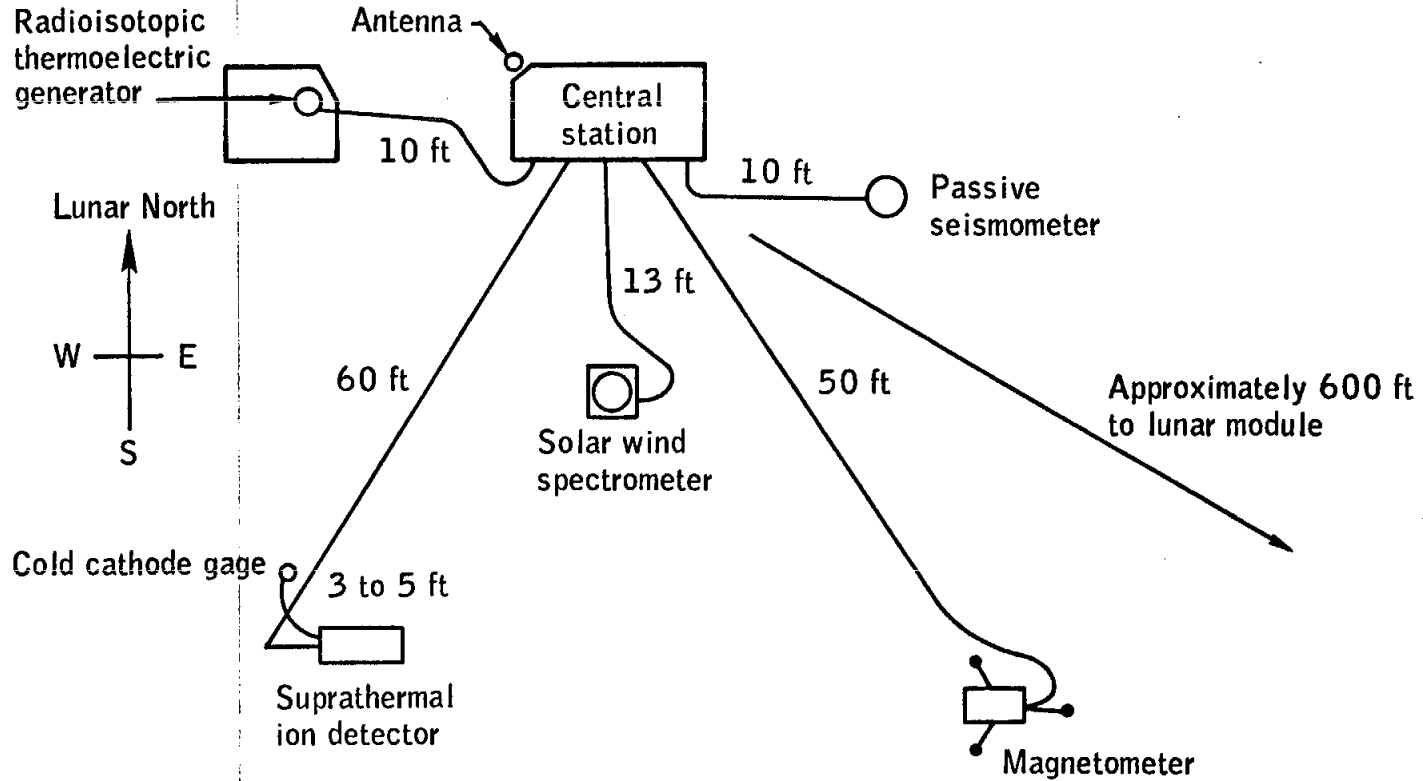 Radioisotopic
thermoelectric
generator
Antenna
Central
station
10 ft
10 ft
Passive
seismometer
Lunar North
W
E
S
13 ft
60 ft
50 ft
Approximately 600 ft
to lunar module
Solar wind
spectrometer
Cold cathode gage
3 to 5 ft
Suprathermal
ion detector
Magnetometer